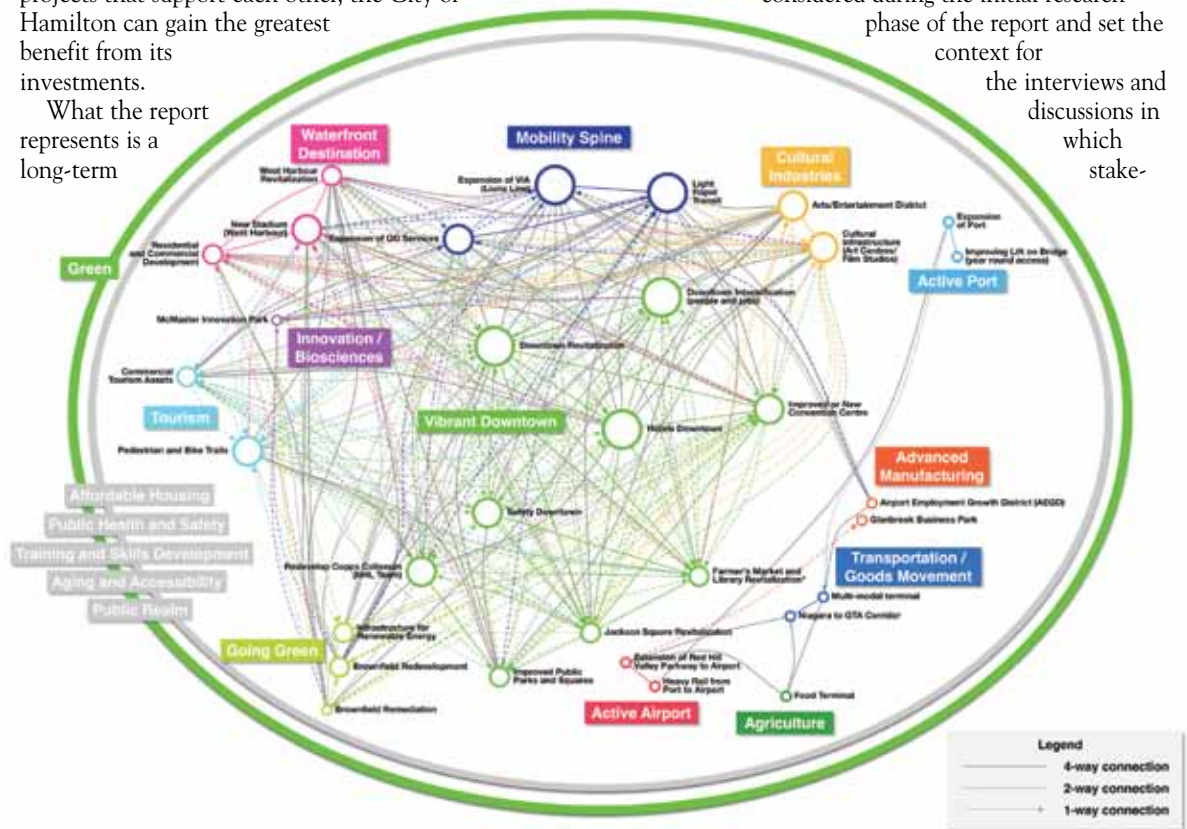 projects that support each other, the City of
Hamilton can gain the greatest
benefit from its
investments.
What the report
represents is a
long-term
considered during the initial research
phase of the report and set the
context for
the interviews and
discussions in
which
stake-
Waterfront
Destination
West Harbour
Revitalization
New Stadium
(West Harbour)
Residential
and Commercial
Development
Mobility Spine
Expansion of VIA
(Liuna Line)
Light
Rapid
Transit
Expansion of GO Services
Cultural
Industries
Arts/Entertainment District
Cultural
Infrastructure
(Art Centres/
Film Studios)
Expansion
of Port
Improving Lift on Bridge
(year round access)
Active Port
Green
McMaster Innovation Park
Innovation /
Biosciences
Downtown Intensification
(people and jobs)
Downtown Revitalization
Commercial
Tourism Assets
Tourism
Pedestrian and Bike Trails
Vibrant Downtown
Hotels Downtown
Improved or New
Convention Centre
Advanced
Manufacturing
Airport Employment Growth District (AEGD)
Glanbrook Business Park
Affordable Housing
Public Health and Safety
Training and Skills Development
Aging and Accessibility
Public Realm
Safety Downtown
Redevelop Copps Coliseum
(NHL Team)
Farmer's Market and
Library Revitalization*
Transportation /
Goods Movement
Multi-modal terminal
Niagara to GTA Corridor
Going Green
Infrastructure for
Renewable Energy
Brownfield Redevelopment
Brownfield Remediation
Improved Public
Parks and Squares
Jackson Square Revitalization
Extension of Red Hill
Valley Parkway to Airport
Heavy Rail from
Port to Airport
Active Airport
Food Terminal
Agriculture
Legend
4-way connection
2-way connection
1-way connection